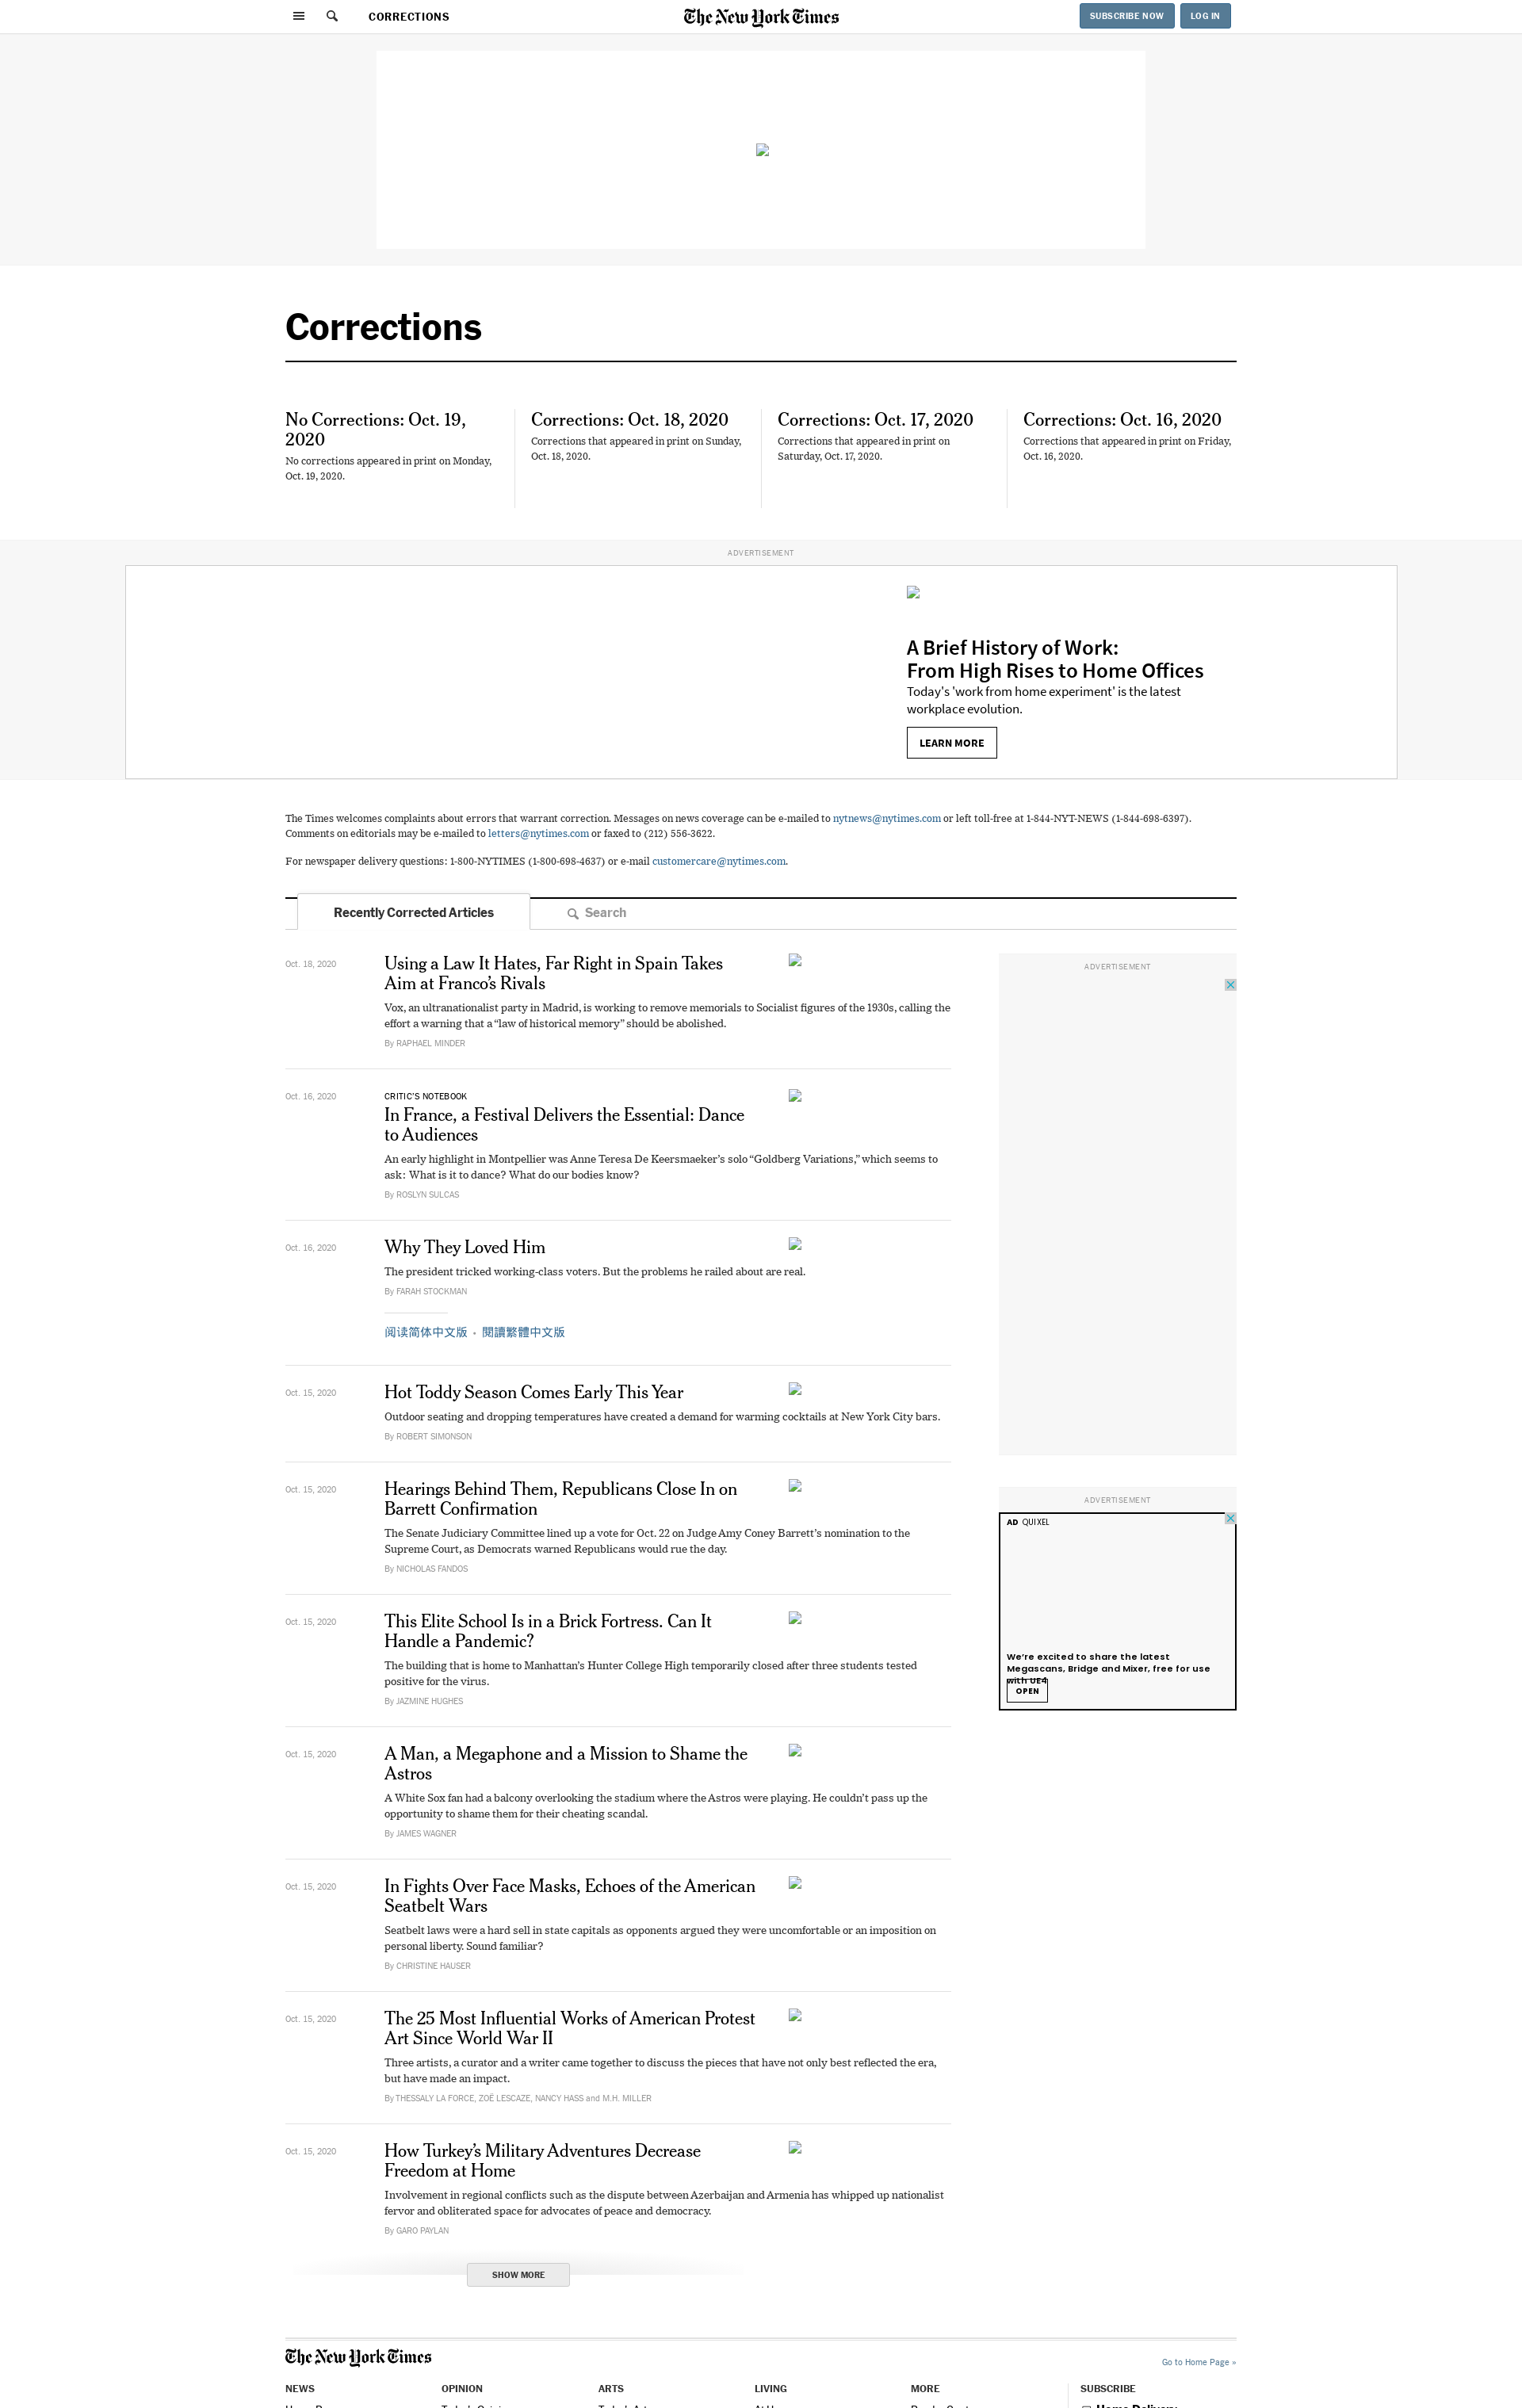 CORRECTIONS
The New York Times
SUBSCRIBE NOW
LOG IN
Corrections
No Corrections: Oct. 19,
2020
No corrections appeared in print on Monday,
Oct. 19, 2020.
Corrections: Oct. 18, 2020
Corrections that appeared in print on Sunday,
Oct. 18, 2020.
Corrections: Oct. 17, 2020
Corrections that appeared in print on
Saturday, Oct. 17, 2020.
Corrections: Oct. 16, 2020
Corrections that appeared in print on Friday,
Oct. 16, 2020.
ADVERTISEMENT
A Brief History of Work:
From High Rises to Home Offices
Today's 'work from home experiment' is the latest
workplace evolution.
LEARN MORE
The Times welcomes complaints about errors that warrant correction. Messages on news coverage can be e-mailed to nytnews@nytimes.com or left toll-free at 1-844-NYT-NEWS (1-844-698-6397).
Comments on editorials may be e-mailed to letters@nytimes.com or faxed to (212) 556-3622.
For newspaper delivery questions: 1-800-NYTIMES (1-800-698-4637) or e-mail customercare@nytimes.com.
Recently Corrected Articles
Search
Oct. 18, 2020
Using a Law It Hates, Far Right in Spain Takes
Aim at Franco’s Rivals
Vox, an ultranationalist party in Madrid, is working to remove memorials to Socialist figures of the 1930s, calling the
effort a warning that a “law of historical memory” should be abolished.
By RAPHAEL MINDER
Oct. 16, 2020
CRITIC’S NOTEBOOK
In France, a Festival Delivers the Essential: Dance
to Audiences
An early highlight in Montpellier was Anne Teresa De Keersmaeker’s solo “Goldberg Variations,” which seems to
ask: What is it to dance? What do our bodies know?
By ROSLYN SULCAS
Oct. 16, 2020
Why They Loved Him
The president tricked working-class voters. But the problems he railed about are real.
By FARAH STOCKMAN
阅读简体中文版 • 閱讀繁體中文版
Oct. 15, 2020
Hot Toddy Season Comes Early This Year
Outdoor seating and dropping temperatures have created a demand for warming cocktails at New York City bars.
By ROBERT SIMONSON
Oct. 15, 2020
Hearings Behind Them, Republicans Close In on
Barrett Confirmation
The Senate Judiciary Committee lined up a vote for Oct. 22 on Judge Amy Coney Barrett’s nomination to the
Supreme Court, as Democrats warned Republicans would rue the day.
By NICHOLAS FANDOS
Oct. 15, 2020
This Elite School Is in a Brick Fortress. Can It
Handle a Pandemic?
The building that is home to Manhattan’s Hunter College High temporarily closed after three students tested
positive for the virus.
By JAZMINE HUGHES
Oct. 15, 2020
A Man, a Megaphone and a Mission to Shame the
Astros
A White Sox fan had a balcony overlooking the stadium where the Astros were playing. He couldn’t pass up the
opportunity to shame them for their cheating scandal.
By JAMES WAGNER
Oct. 15, 2020
In Fights Over Face Masks, Echoes of the American
Seatbelt Wars
Seatbelt laws were a hard sell in state capitals as opponents argued they were uncomfortable or an imposition on
personal liberty. Sound familiar?
By CHRISTINE HAUSER
Oct. 15, 2020
The 25 Most Influential Works of American Protest
Art Since World War II
Three artists, a curator and a writer came together to discuss the pieces that have not only best reflected the era,
but have made an impact.
By THESSALY LA FORCE, ZOË LESCAZE, NANCY HASS and M.H. MILLER
Oct. 15, 2020
How Turkey’s Military Adventures Decrease
Freedom at Home
Involvement in regional conflicts such as the dispute between Azerbaijan and Armenia has whipped up nationalist
fervor and obliterated space for advocates of peace and democracy.
By GARO PAYLAN
SHOW MORE
ADVERTISEMENT
ADVERTISEMENT
AD QUIXEL
We’re excited to share the latest
Megascans, Bridge and Mixer, free for use
with UE4
OPEN
The New York Times
Go to Home Page »
NEWS
OPINION
ARTS
LIVING
MORE
SUBSCRIBE